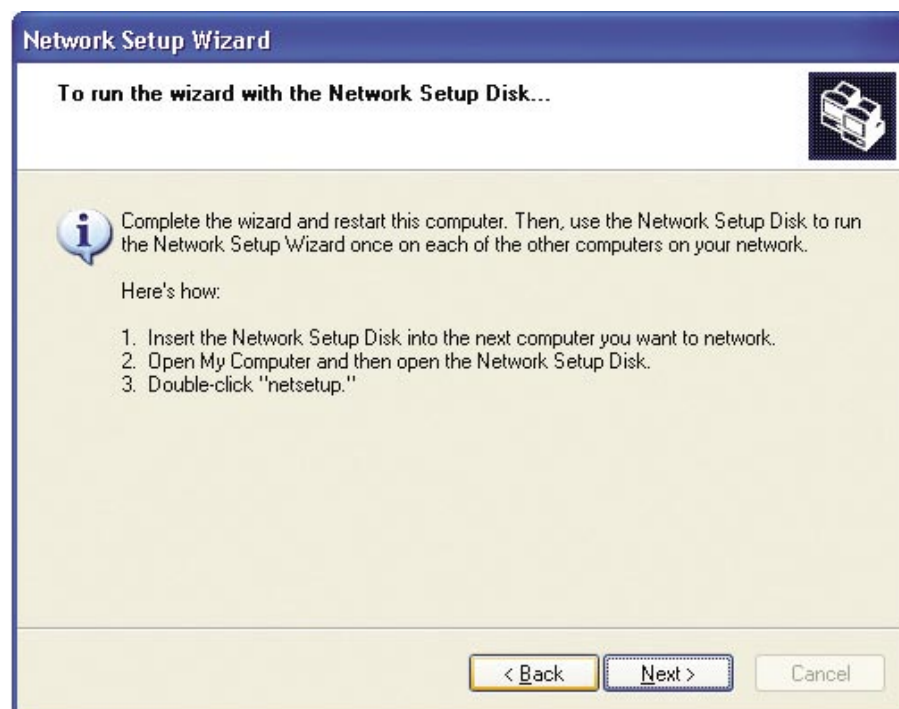 Network Setup Wizard
To run the wizard with the Network Setup Disk...
Complete the wizard and restart this computer. Then, use the Network Setup Disk to run
the Network Setup Wizard once on each of the other computers on your network.
Here's how:
1. Insert the Network Setup Disk into the next computer you want to network.
2. Open My Computer and then open the Network Setup Disk.
3. Double-click "netsetup."
< Back
Next >
Cancel